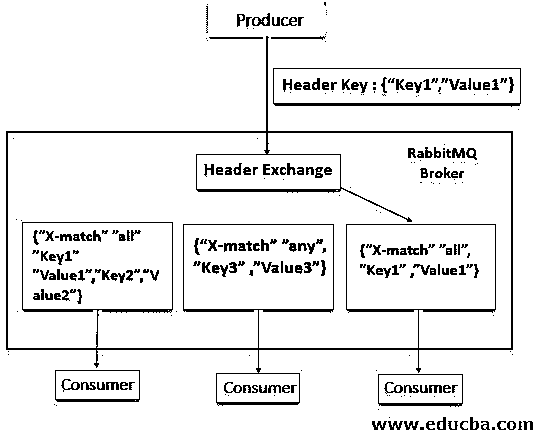 Producer
Header Key : {“Key1”,”Value1”}
RabbitMQ
Broker
Header Exchange
{“X-match” ”all”
”Key1”
”Value1”,”Key2”,”V
alue2”}
{“X-match” ”any”,
”Key3” ,”Value3”}
{“X-match” ”all”,
”Key1” ,”Value1”}
Consumer
Consumer
Consumer
www.educba.com